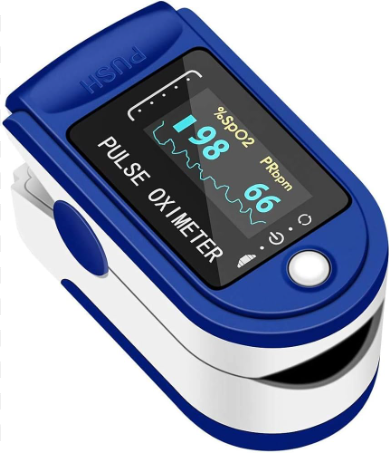 PUSH
%SpO2
PRbpm
98
66
PULSE OXIMETER